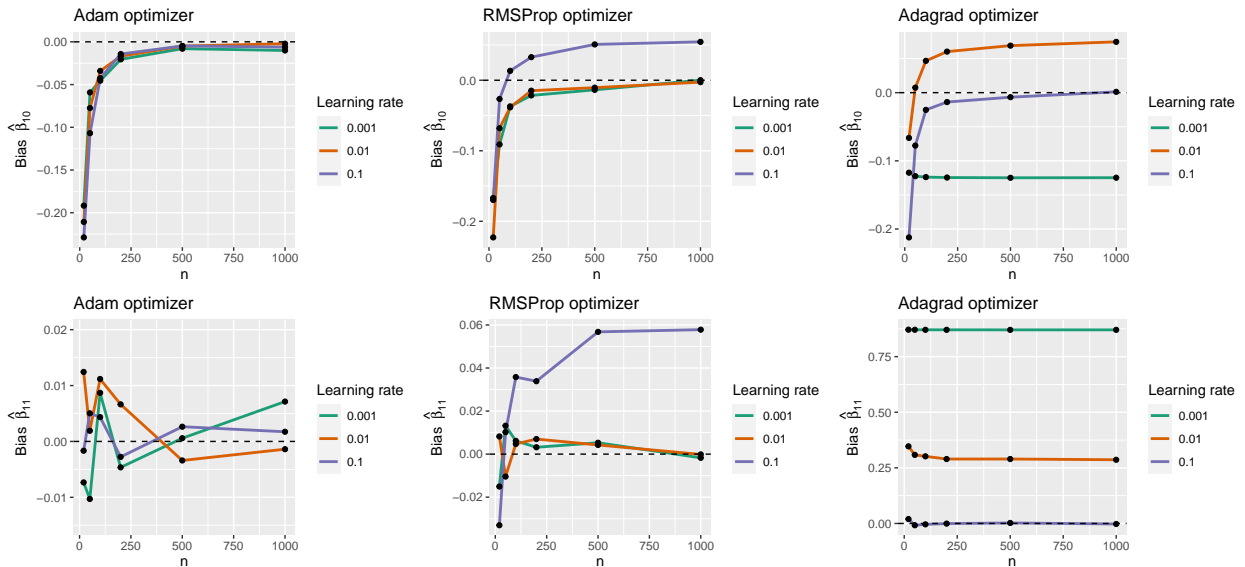 Adam optimizer
0.00
−0.05
−0.10
−0.15
−0.20
0 250 500 750 1000
n
Bias β̂10
Learning rate
0.001
0.01
0.1
RMSProp optimizer
0.0
−0.1
−0.2
0 250 500 750 1000
n
Bias β̂10
Learning rate
0.001
0.01
0.1
Adagrad optimizer
0.0
−0.1
−0.2
0 250 500 750 1000
n
Bias β̂10
Learning rate
0.001
0.01
0.1
Adam optimizer
0.02
0.01
0.00
−0.01
0 250 500 750 1000
n
Bias β̂11
Learning rate
0.001
0.01
0.1
RMSProp optimizer
0.06
0.04
0.02
0.00
−0.02
0 250 500 750 1000
n
Bias β̂11
Learning rate
0.001
0.01
0.1
Adagrad optimizer
0.75
0.50
0.25
0.00
0 250 500 750 1000
n
Bias β̂11
Learning rate
0.001
0.01
0.1